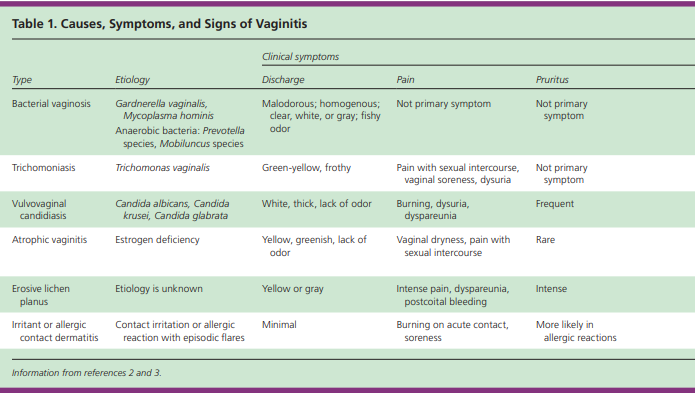 Table 1. Causes, Symptoms, and Signs of Vaginitis
Clinical symptoms
Type Etiology Discharge Pain Pruritus
Bacterial vaginosis Gardnerella vaginalis, Malodorous; homogenous; Not primary symptom Not primary
Mycoplasma hominis clear, white, or gray; fishy symptom
Anaerobic bacteria: Prevotella odor
species, Mobiluncus species
Trichomoniasis Trichomonas vaginalis Green-yellow, frothy Pain with sexual intercourse, Not primary
vaginal soreness, dysuria symptom
Vulvovaginal Candida albicans, Candida White, thick, lack of odor Burning, dysuria, Frequent
candidiasis krusei, Candida glabrata dyspareunia
Atrophic vaginitis Estrogen deficiency Yellow, greenish, lack of Vaginal dryness, pain with Rare
odor sexual intercourse
Erosive lichen Etiology is unknown Yellow or gray Intense pain, dyspareunia, Intense
planus postcoital bleeding
Irritant or allergic Contact irritation or allergic Minimal Burning on acute contact, More likely in
contact dermatitis reaction with episodic flares soreness allergic reactions
Information from references 2 and 3.